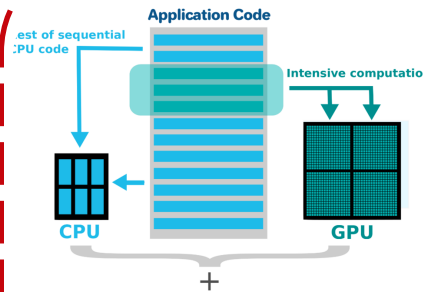 Application Code
est of sequential
CPU code
Intensive computatio
CPU
GPU
+